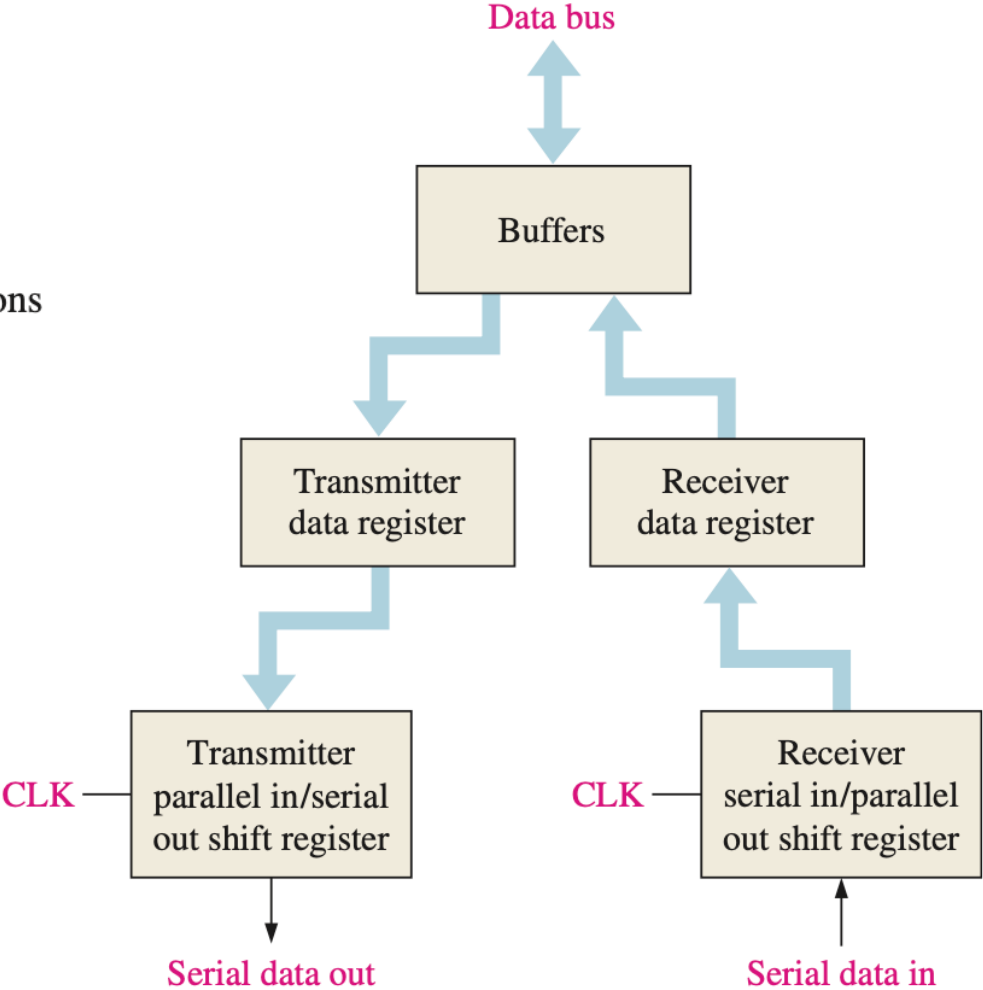 Data bus
Buffers
ons
Transmitter
data register
Receiver
data register
Transmitter
parallel in/serial
out shift register
CLK
Receiver
serial in/parallel
out shift register
CLK
Serial data out
Serial data in